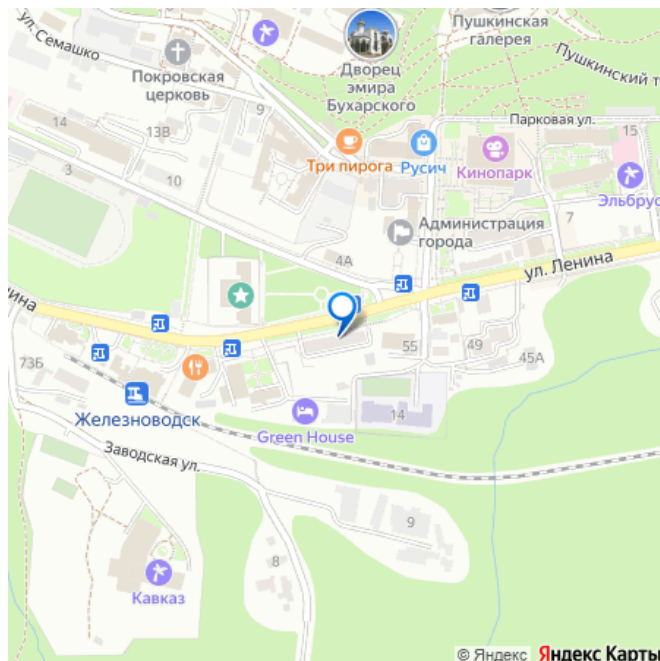 ул. Семашко
Покровская
церковь
Дворец
эмира
Бухарского
Пушкинская
галерея
Пушкинский т
Парковая ул.
14
13В
9
3
10
Три пирога
Русич
Кинопарк
15
Эльбрус
7
Администрация
города
4А
ул. Ленина
нина
73Б
55
49
45А
14
Железноводск
Green House
Заводская ул.
9
8
Кавказ
© Яндекс Яндекс Карты